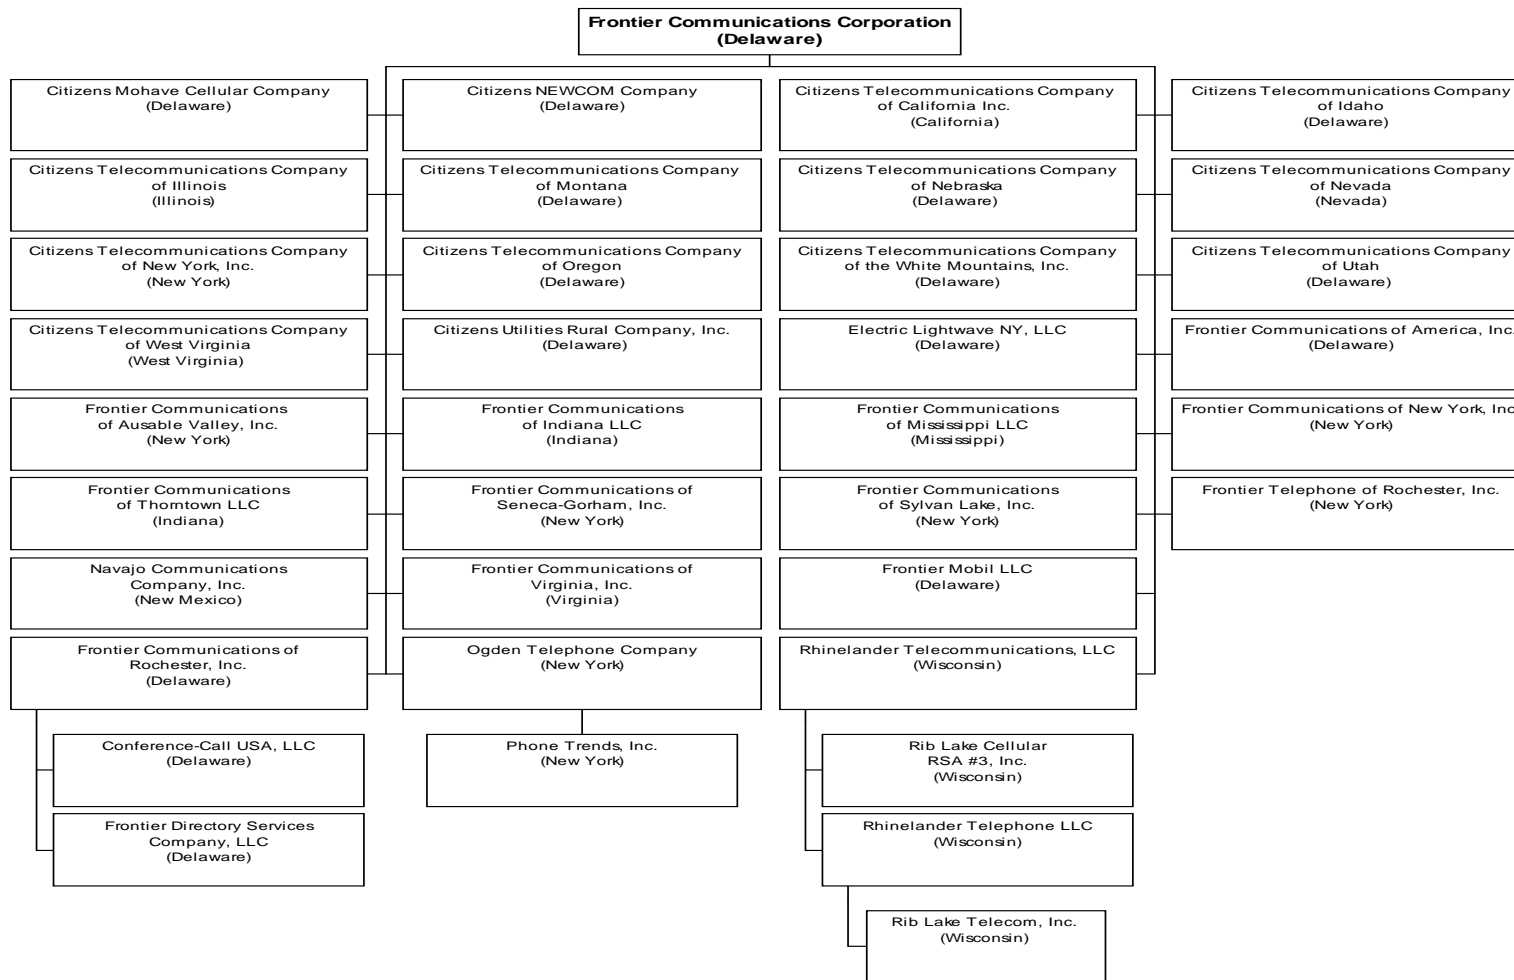 Frontier Communications Corporation
(Delaware)
Citizens Mohave Cellular Company
(Delaware)
Citizens NEWCOM Company
(Delaware)
Citizens Telecommunications Company
of California Inc.
(California)
Citizens Telecommunications Company
of Idaho
(Delaware)
Citizens Telecommunications Company
of Illinois
(Illinois)
Citizens Telecommunications Company
of Montana
(Delaware)
Citizens Telecommunications Company
of Nebraska
(Delaware)
Citizens Telecommunications Company
of Nevada
(Nevada)
Citizens Telecommunications Company
of New York, Inc.
(New York)
Citizens Telecommunications Company
of Oregon
(Delaware)
Citizens Telecommunications Company
of the White Mountains, Inc.
(Delaware)
Citizens Telecommunications Company
of Utah
(Delaware)
Citizens Telecommunications Company
of West Virginia
(West Virginia)
Citizens Utilities Rural Company, Inc.
(Delaware)
Electric Lightwave NY, LLC
(Delaware)
Frontier Communications of America, Inc.
(Delaware)
Frontier Communications
of Ausable Valley, Inc.
(New York)
Frontier Communications
of Indiana LLC
(Indiana)
Frontier Communications
of Mississippi LLC
(Mississippi)
Frontier Communications of New York, Inc
(New York)
Frontier Communications
of Thorntown LLC
(Indiana)
Frontier Communications of
Seneca-Gorham, Inc.
(New York)
Frontier Communications
of Sylvan Lake, Inc.
(New York)
Frontier Telephone of Rochester, Inc.
(New York)
Navajo Communications
Company, Inc.
(New Mexico)
Frontier Communications of
Virginia, Inc.
(Virginia)
Frontier Mobil LLC
(Delaware)
Frontier Communications of
Rochester, Inc.
(Delaware)
Ogden Telephone Company
(New York)
Rhinelander Telecommunications, LLC
(Wisconsin)
Conference-Call USA, LLC
(Delaware)
Phone Trends, Inc.
(New York)
Rib Lake Cellular
RSA #3, Inc.
(Wisconsin)
Frontier Directory Services
Company, LLC
(Delaware)
Rhinelander Telephone LLC
(Wisconsin)
Rib Lake Telecom, Inc.
(Wisconsin)